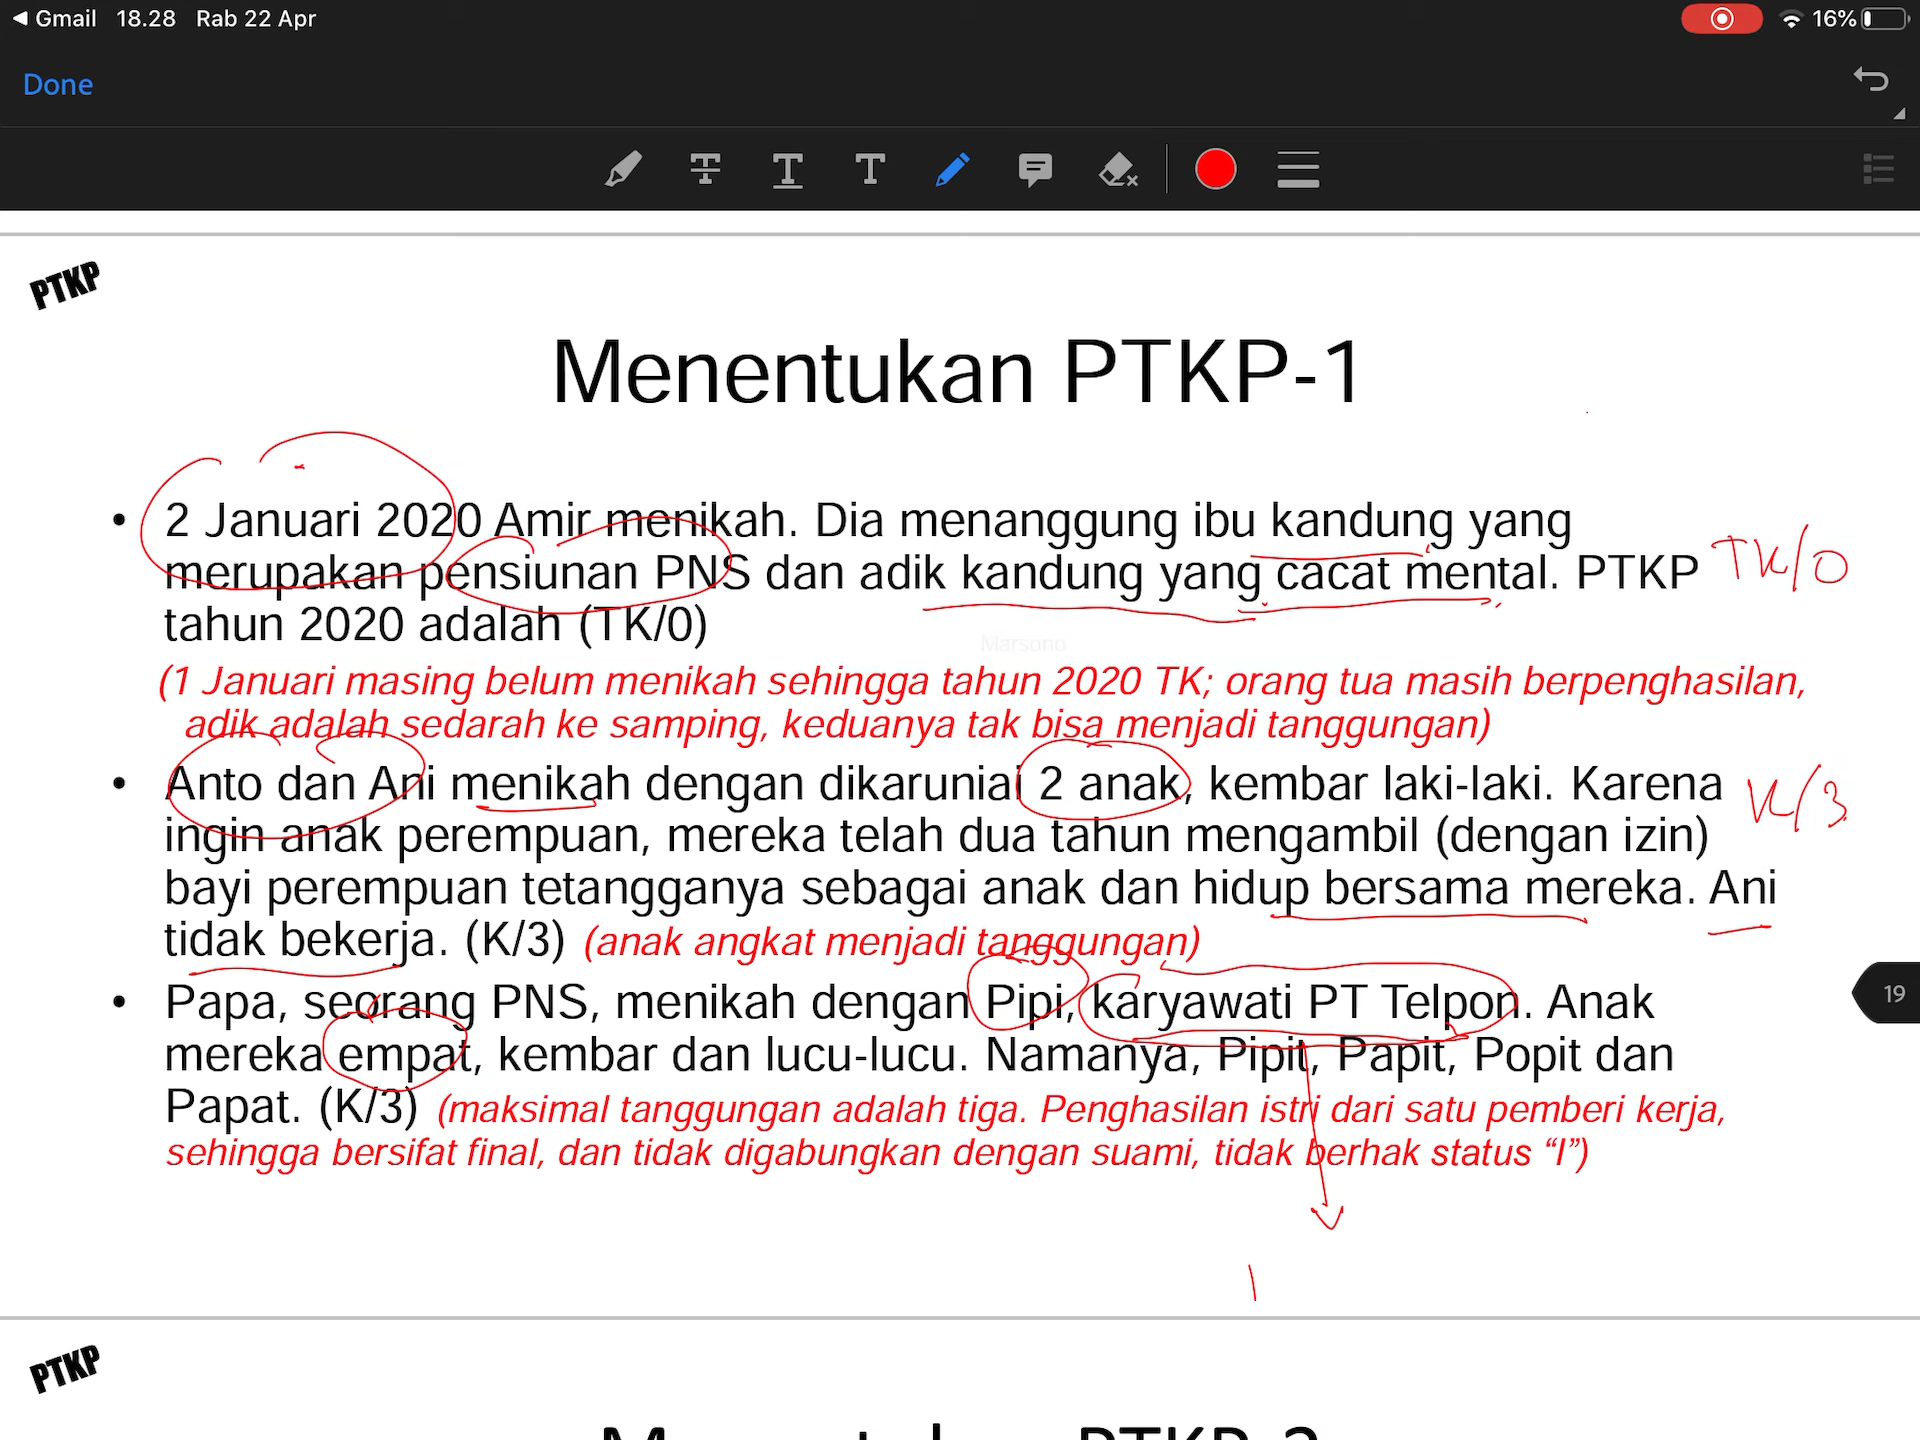 Gmail 18.28 Rab 22 Apr 16%
Done
PTKP
Menentukan PTKP-1
• 2 Januari 2020 Amir menikah. Dia menanggung ibu kandung yang
merupakan pensiunan PNS dan adik kandung yang cacat mental. PTKP TK/0
tahun 2020 adalah (TK/0)
Marsono
(1 Januari masing belum menikah sehingga tahun 2020 TK; orang tua masih berpenghasilan,
adik adalah sedarah ke samping, keduanya tak bisa menjadi tanggungan)
• Anto dan Ani menikah dengan dikaruniai 2 anak, kembar laki-laki. Karena K/3
ingin anak perempuan, mereka telah dua tahun mengambil (dengan izin)
bayi perempuan tetangganya sebagai anak dan hidup bersama mereka. Ani
tidak bekerja. (K/3) (anak angkat menjadi tanggungan)
• Papa, seorang PNS, menikah dengan Pipi, karyawati PT Telpon. Anak
19
mereka empat, kembar dan lucu-lucu. Namanya, Pipit, Papit, Popit dan
Papat. (K/3) (maksimal tanggungan adalah tiga. Penghasilan istri dari satu pemberi kerja,
sehingga bersifat final, dan tidak digabungkan dengan suami, tidak berhak status “I”)
PTKP
Menentukan PTKP-2